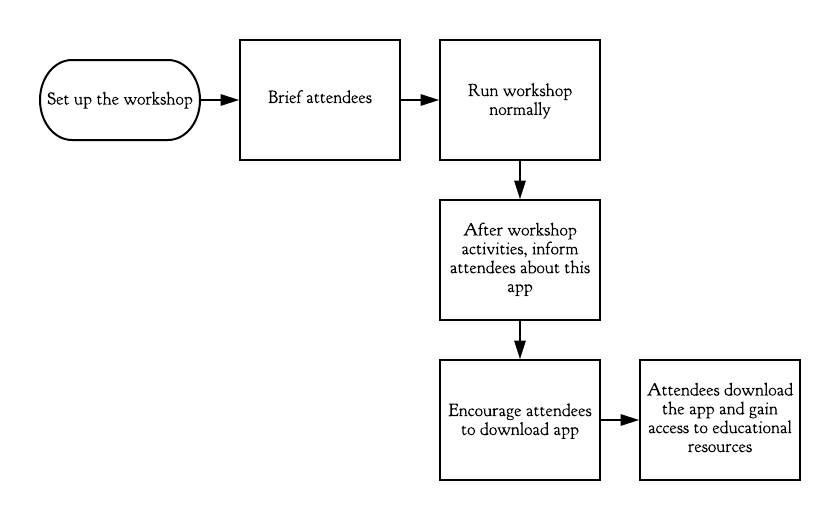 Set up the workshop
Brief attendees
Run workshop
normally
After workshop
activities, inform
attendees about this
app
Encourage attendees
to download app
Attendees download
the app and gain
access to educational
resources